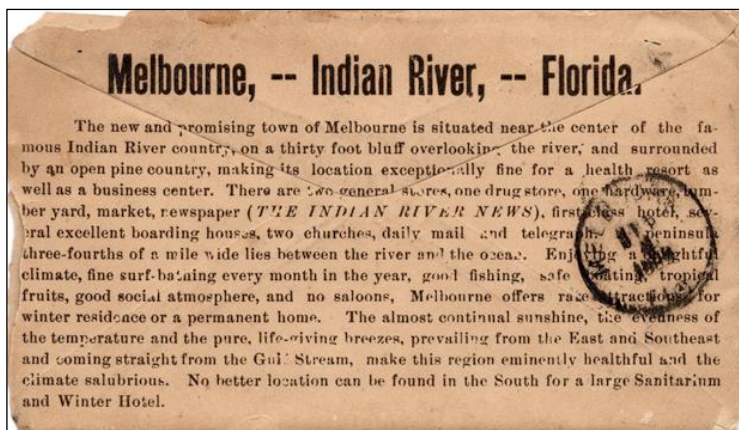 Melbourne, -- Indian River, -- Florida.
The new and promising town of Melbourne is situated near the center of the fa-
mous Indian River country, on a thirty foot bluff overlooking the river, and surrounded
by an open pine country, making its location exceptionally fine for a health resort as
well as a business center. There are two general stores, one drug store, one hardware, lum-
ber yard, market, newspaper (THE INDIAN RIVER NEWS), first class hotel, sev-
eral excellent boarding houses, two churches, daily mail and telegraph. peninsula
three-fourths of a mile wide lies between the river and the ocean. Enjoying a delightful
climate, fine surf-bathing every month in the year, good fishing, safe boating, tropical
fruits, good social atmosphere, and no saloons, Melbourne offers rare attractions for
winter residence or a permanent home. The almost continual sunshine, the evenness of
the temperature and the pure, life-giving breezes, prevailing from the East and Southeast
and coming straight from the Gulf Stream, make this region eminently healthful and the
climate salubrious. No better location can be found in the South for a large Sanitarium
and Winter Hotel.